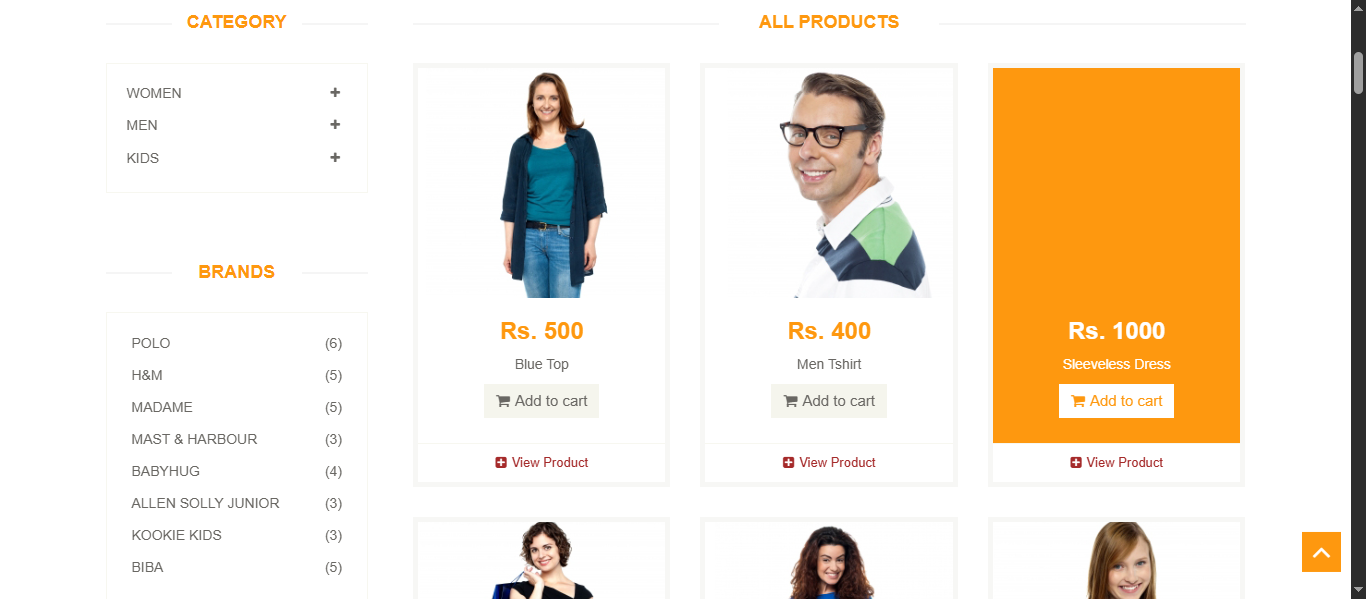 CATEGORY
WOMEN
MEN
KIDS
BRANDS
POLO (6)
H&M (5)
MADAME (5)
MAST & HARBOUR (3)
BABYHUG (4)
ALLEN SOLLY JUNIOR (3)
KOOKIE KIDS (3)
BIBA (5)
ALL PRODUCTS
Rs. 500
Blue Top
Add to cart
View Product
Rs. 400
Men Tshirt
Add to cart
View Product
Rs. 1000
Sleeveless Dress
Add to cart
View Product